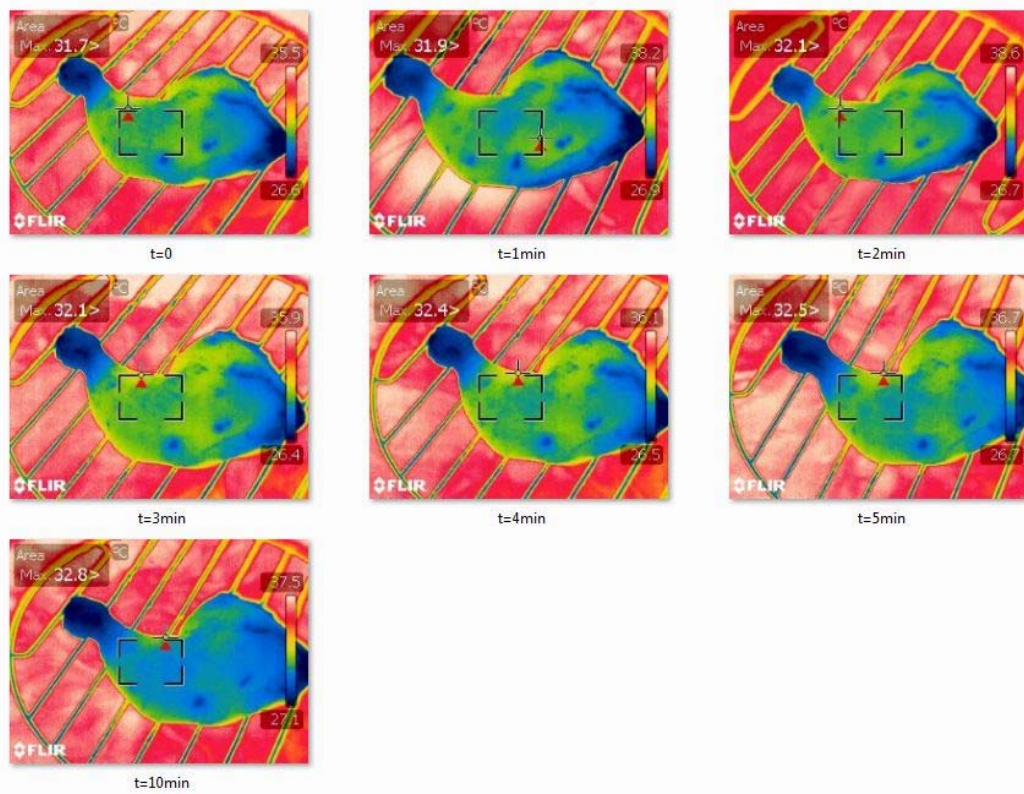 Area °C
Max. 31.7>
35.5
26.6
FLIR
t=0
Area °C
Max. 31.9>
38.2
26.9
FLIR
t=1min
Area °C
Max. 32.1>
38.6
26.7
FLIR
t=2min
Area °C
Max. 32.1>
35.9
26.4
FLIR
t=3min
Area °C
Max. 32.4>
36.1
26.5
FLIR
t=4min
Area °C
Max. 32.5>
36.7
26.7
FLIR
t=5min
Area °C
Max. 32.8>
37.5
27.1
FLIR
t=10min